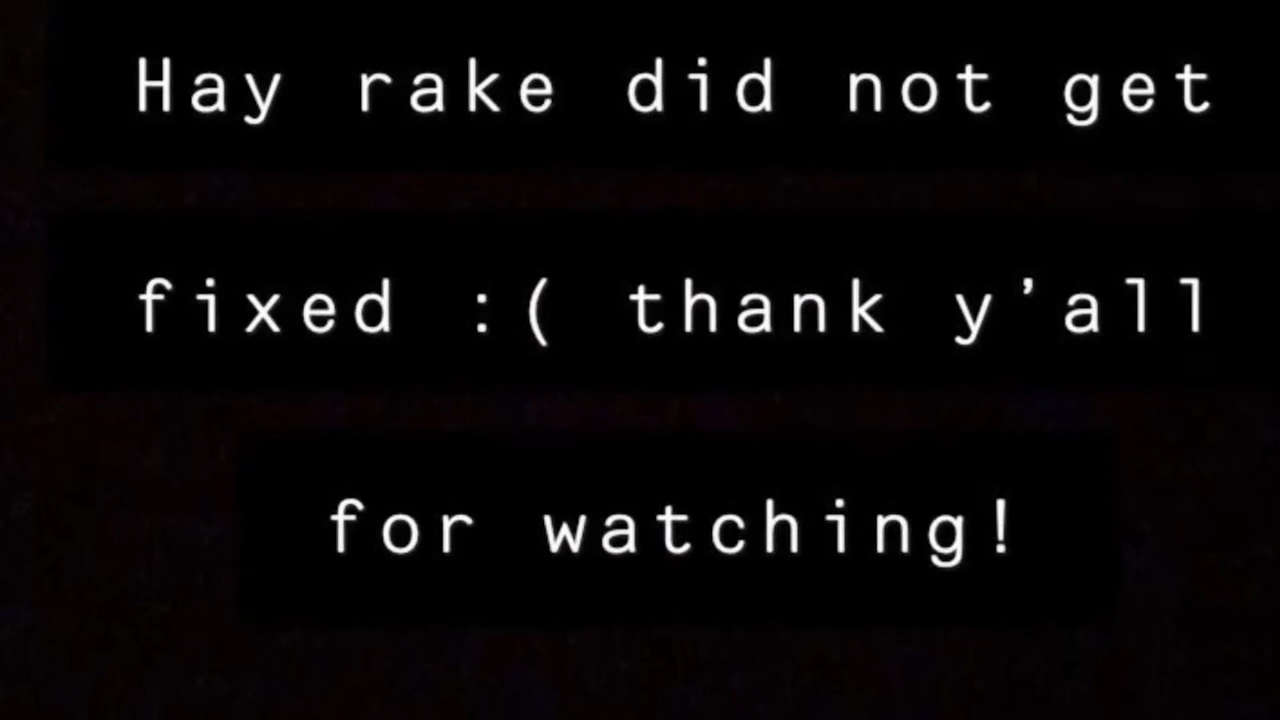 Hay rake did not get
fixed :( thank y’all
for watching!